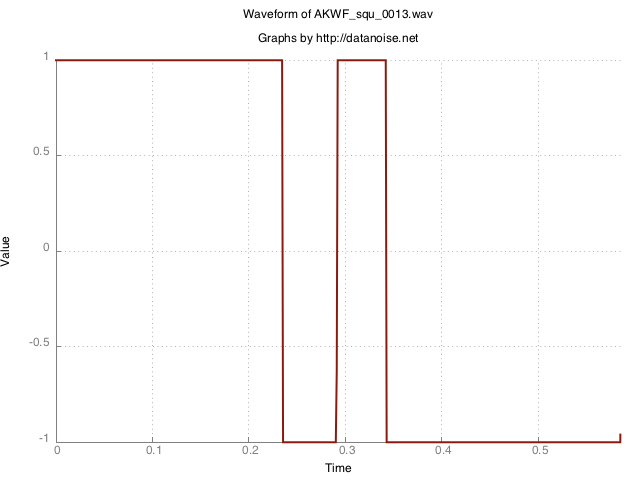 Waveform of AKWF_squ_0013.wav
Graphs by http://datanoise.net
1
0.5
0
-0.5
-1
Value
0 0.1 0.2 0.3 0.4 0.5
Time